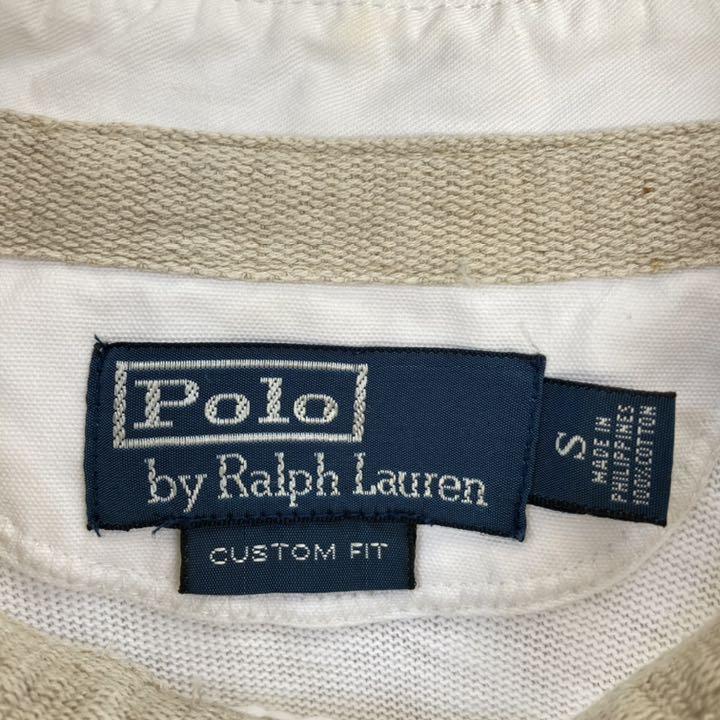 Polo
by Ralph Lauren
CUSTOM FIT
S
MADE IN
PHILIPPINES
100%COTTON